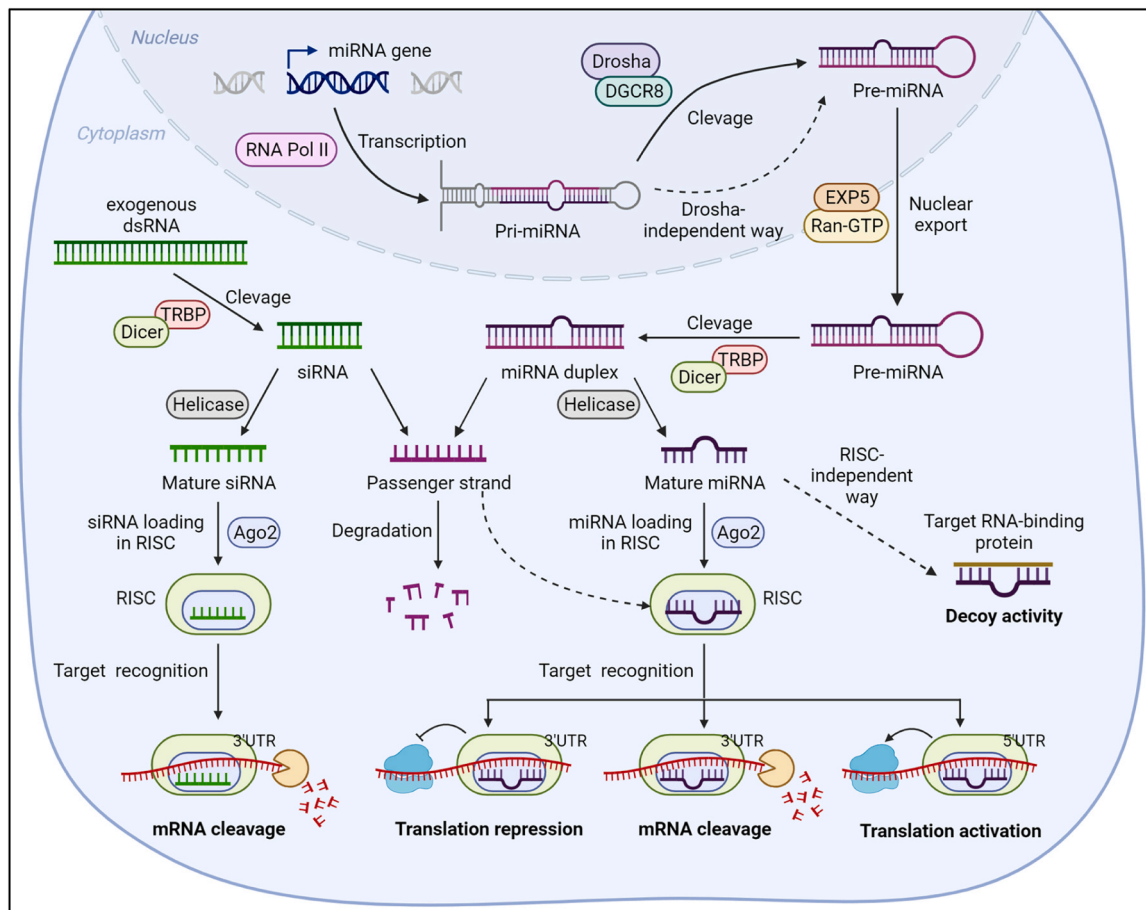 Nucleus
miRNA gene
Drosha
DGCR8
Pre-miRNA
Cytoplasm
RNA Pol II
Transcription
Clevage
Pri-miRNA
Drosha-
independent way
EXP5
Ran-GTP
Nuclear
export
exogenous
dsRNA
Clevage
TRBP
Dicer
siRNA
miRNA duplex
Clevage
TRBP
Dicer
Pre-miRNA
Helicase
Helicase
Mature siRNA
Passenger strand
Mature miRNA
RISC-
independent
way
siRNA loading
in RISC
Ago2
Degradation
miRNA loading
in RISC
Ago2
Target RNA-binding
protein
Decoy activity
RISC
RISC
Target recognition
Target recognition
3'UTR
3'UTR
3'UTR
5'UTR
mRNA cleavage
Translation repression
mRNA cleavage
Translation activation